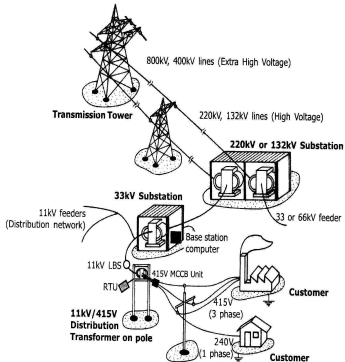 800kV, 400kV lines (Extra High Voltage)
Transmission Tower
220kV, 132kV lines (High Voltage)
220kV or 132kV Substation
33kV Substation
11kV feeders
(Distribution network)
33 or 66kV feeder
Base station
computer
11kV LBS
415V MCCB Unit
RTU
415V
(3 phase)
Customer
11kV/415V
Distribution
Transformer on pole
240V
(1 phase)
Customer